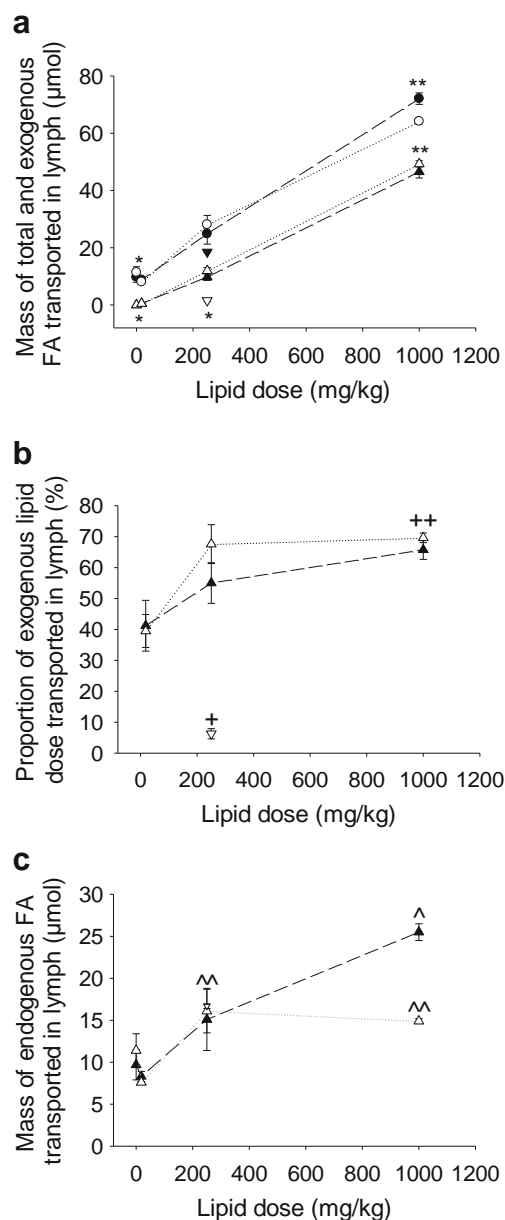 a
Mass of total and exogenous
FA transported in lymph (µmol)
80
60
40
20
0
**
**
*
*
*
0 200 400 600 800 1000 1200
Lipid dose (mg/kg)
b
Proportion of exogenous lipid
dose transported in lymph (%)
80
70
60
50
40
30
20
10
0
++
+
0 200 400 600 800 1000 1200
Lipid dose (mg/kg)
c
Mass of endogenous FA
transported in lymph (µmol)
30
25
20
15
10
5
0
^
^^
^^
0 200 400 600 800 1000 1200
Lipid dose (mg/kg)